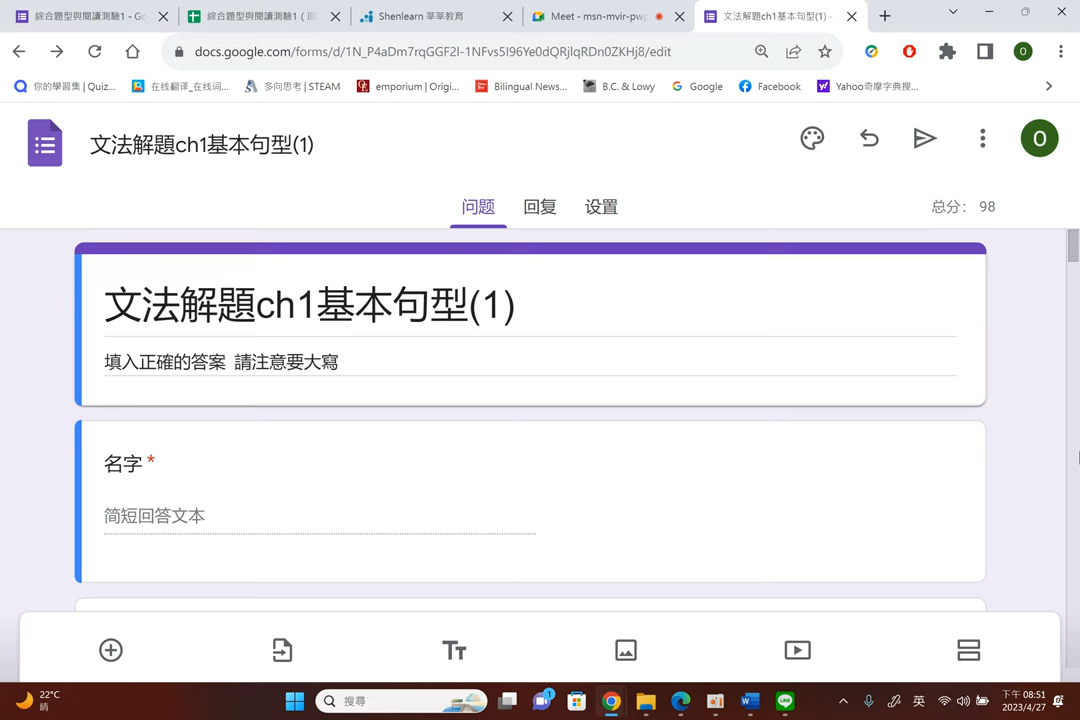 綜合題型與閱讀測驗1 - Go
綜合題型與閱讀測驗1 ( 回
Shenlearn 莘莘教育
Meet - msn-mvir-pwp
文法解題ch1基本句型(1) -
docs.google.com/forms/d/1N_P4aDm7rqGGF2l-1NFvs5I96Ye0dQRjlqRDn0ZKHj8/edit
你的學習集 | Quiz...
在线翻译_在线词...
多向思考 | STEAM
emporium | Origi...
Bilingual News...
B.C. & Lowy
Google
Facebook
Yahoo奇摩字典搜...
文法解題ch1基本句型(1)
O
问题 回复 设置
总分： 98
文法解題ch1基本句型(1)
填入正確的答案 請注意要大寫
名字 *
简短回答文本
22°C
晴
搜尋
英
下午 08:51
2023/4/27